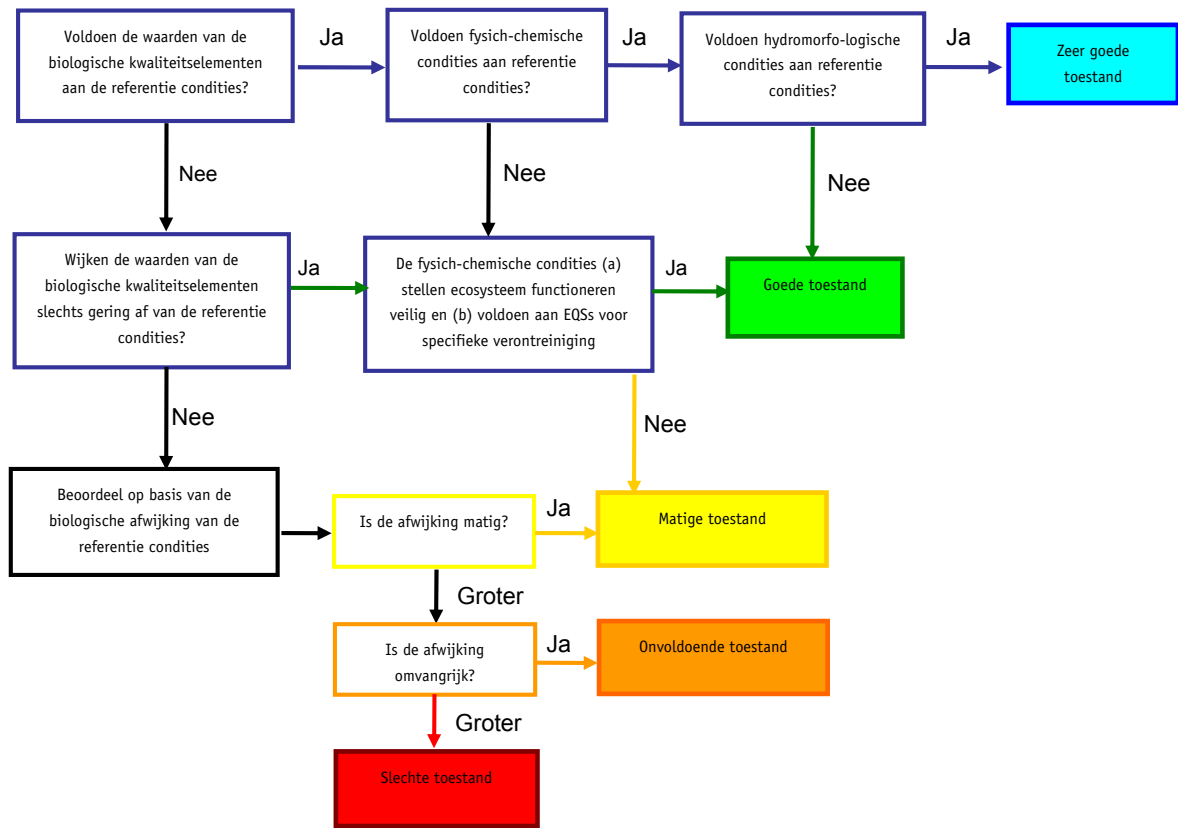 Voldoen de waarden van de
biologische kwaliteitselementen
aan de referentie condities?
Ja
Voldoen fysich-chemische
condities aan referentie
condities?
Ja
Voldoen hydromorfo-logische
condities aan referentie
condities?
Ja
Zeer goede
toestand
Nee
Nee
Nee
Wijken de waarden van de
biologische kwaliteitselementen
slechts gering af van de referentie
condities?
Ja
De fysich-chemische condities (a)
stellen ecosysteem functioneren
veilig en (b) voldoen aan EQSs voor
specifieke verontreiniging
Ja
Goede toestand
Nee
Nee
Beoordeel op basis van de
biologische afwijking van de
referentie condities
Is de afwijking matig?
Ja
Matige toestand
Groter
Is de afwijking
omvangrijk?
Ja
Onvoldoende toestand
Groter
Slechte toestand